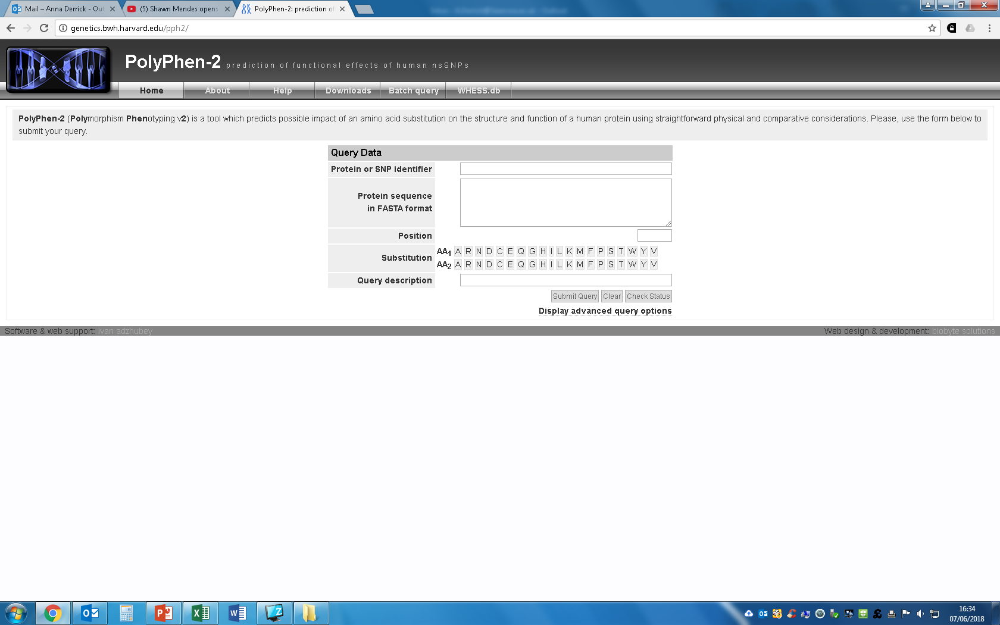 Mail – Anna Derrick - Out
(5) Shawn Mendes opens
PolyPhen-2: prediction of
genetics.bwh.harvard.edu/pph2/
PolyPhen-2 prediction of functional effects of human nsSNPs
Home About Help Downloads Batch query WHESS.db
PolyPhen-2 (Polymorphism Phenotyping v2) is a tool which predicts possible impact of an amino acid substitution on the structure and function of a human protein using straightforward physical and comparative considerations. Please, use the form below to
submit your query.
Query Data
Protein or SNP identifier
Protein sequence
in FASTA format
Position
Substitution
AA1 A R N D C E Q G H I L K M F P S T W Y V
AA2 A R N D C E Q G H I L K M F P S T W Y V
Query description
Submit Query Clear Check Status
Display advanced query options
Software & web support: ivan adzhubey
Web design & development: biobyte solutions
16:34
07/06/2018